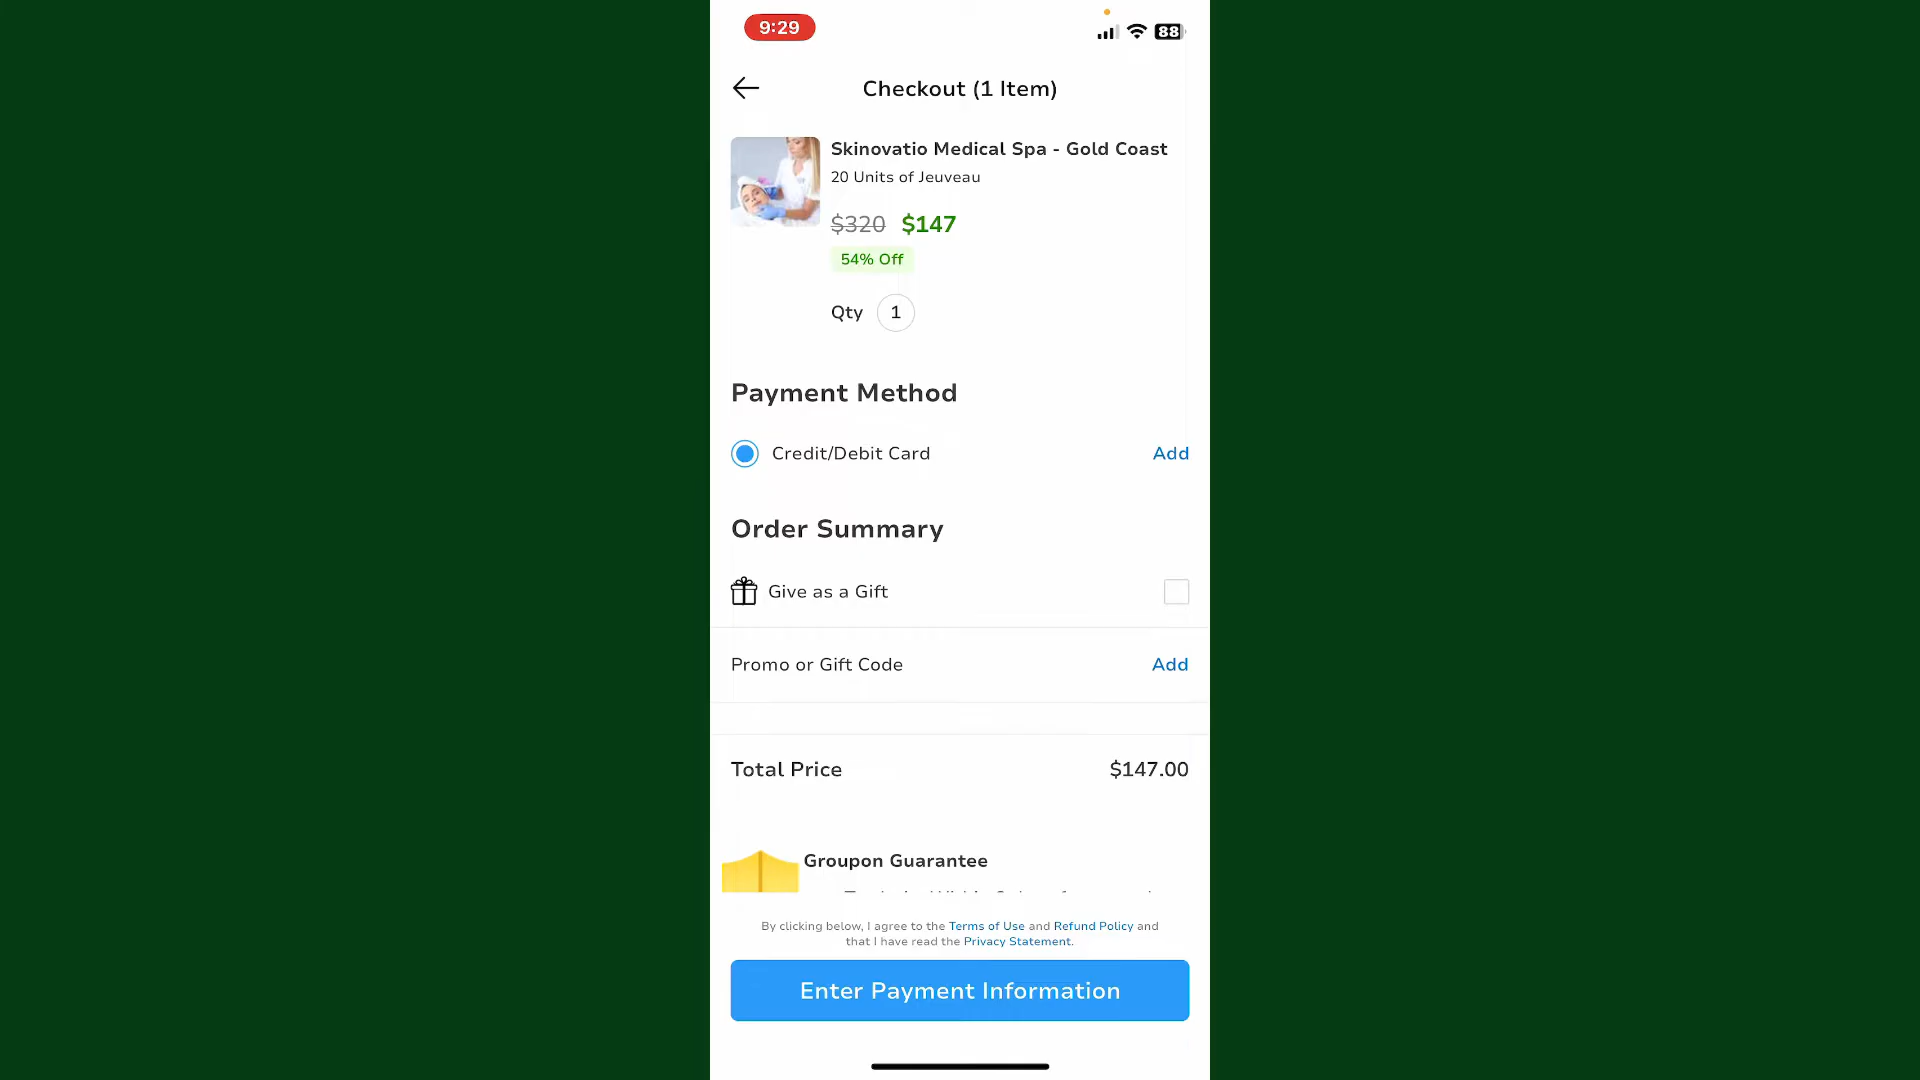 9:29
88
Checkout (1 Item)
Skinovatio Medical Spa - Gold Coast
20 Units of Jeuveau
$320 $147
54% Off
Qty 1
Payment Method
Credit/Debit Card Add
Order Summary
Give as a Gift
Promo or Gift Code Add
Total Price $147.00
Groupon Guarantee
By clicking below, I agree to the Terms of Use and Refund Policy and
that I have read the Privacy Statement.
Enter Payment Information